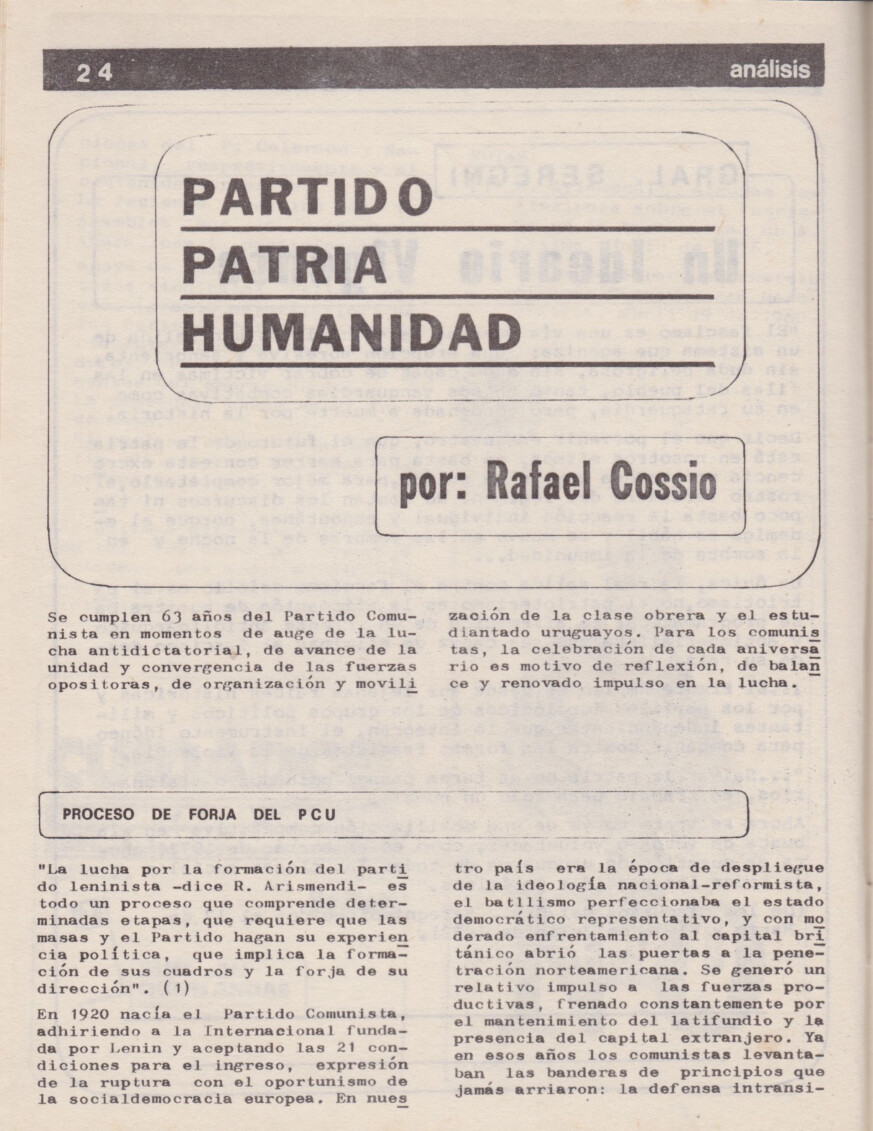 24
análisis
PARTIDO
PATRIA
HUMANIDAD
por: Rafael Cossio
Se cumplen 63 años del Partido Comu-
nista en momentos de auge de la lu-
cha antidictatorial, de avance de la
unidad y convergencia de las fuerzas
opositoras, de organización y movili
zación de la clase obrera y el estu-
diantado uruguayos. Para los comunis
tas, la celebración de cada aniversa
rio es motivo de reflexión, de balan
ce y renovado impulso en la lucha.
PROCESO DE FORJA DEL PCU
"La lucha por la formación del parti
do leninista -dice R. Arismendi- es
todo un proceso que comprende deter-
minadas etapas, que requiere que las
masas y el Partido hagan su experien
cia política, que implica la forma-
ción de sus cuadros y la forja de su
dirección". (1)
En 1920 nacía el Partido Comunista,
adhiriendo a la Internacional funda-
da por Lenin y aceptando las 21 con-
diciones para el ingreso, expresión
de la ruptura con el oportunismo de
la socialdemocracia europea. En nues
tro país era la época de despliegue
de la ideología nacional-reformista,
el batllismo perfeccionaba el estado
democrático representativo, y con mo
derado enfrentamiento al capital bri
tánico abrió las puertas a la pene-
tración norteamericana. Se generó un
relativo impulso a las fuerzas pro-
ductivas, frenado constantemente por
el mantenimiento del latifundio y la
presencia del capital extranjero. Ya
en esos años los comunistas levanta-
ban las banderas de principios que
jamás arriaron: la defensa intransi-